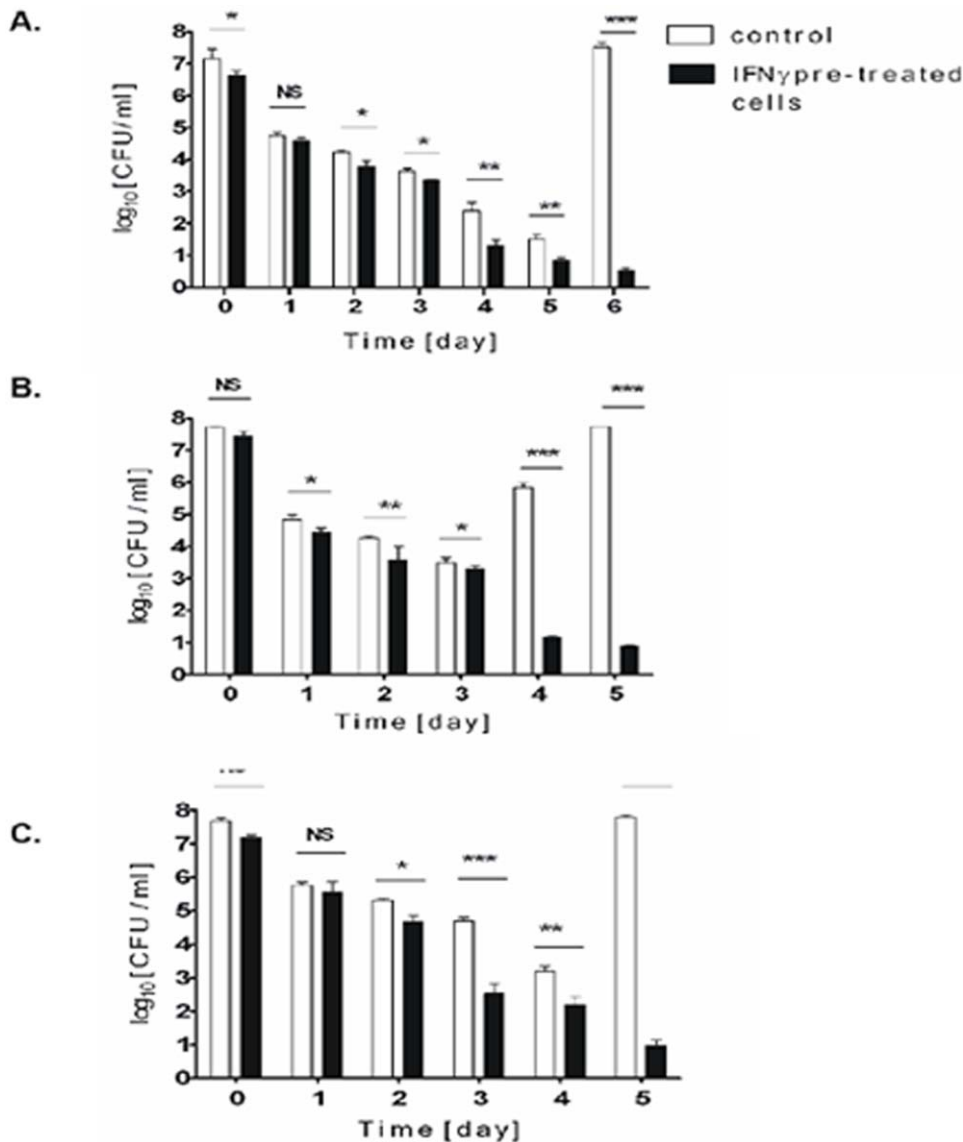 A.
* NS * * ** ** ***
control
IFNγpre-treated
cells
8
7
6
5
4
3
2
1
0
log10[CFU/ml]
0 1 2 3 4 5 6
Time [day]
B.
NS * ** * *** ***
8
7
6
5
4
3
2
1
0
log10[CFU/ml]
0 1 2 3 4 5
Time [day]
C.
NS * *** **
8
7
6
5
4
3
2
1
0
log10[CFU/ml]
0 1 2 3 4 5
Time [day]